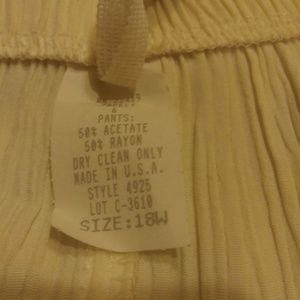 &
PANTS:
50% ACETATE
50% RAYON
DRY CLEAN ONLY
MADE IN U.S.A.
STYLE 4925
LOT C-3610
SIZE:18W